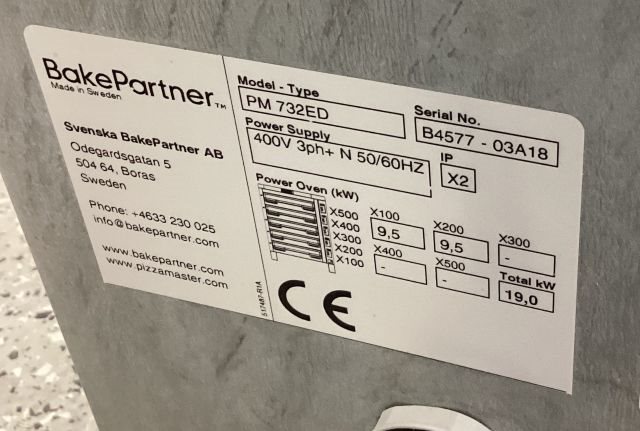 BakePartner™
Made in Sweden
Svenska BakePartner AB
Odegardsgatan 5
504 64, Boras
Sweden
Phone: +4633 230 025
info@bakepartner.com
www.bakepartner.com
www.pizzamaster.com
517487-R1A
Model - Type
PM 732ED
Serial No.
B4577 - 03A18
Power Supply
400V 3ph+ N 50/60HZ
IP
X2
Power Oven (kW)
X500
X400
X300
X200
X100
X100
9,5
X200
9,5
X300
-
X400
-
X500
-
Total kW
19,0
CE